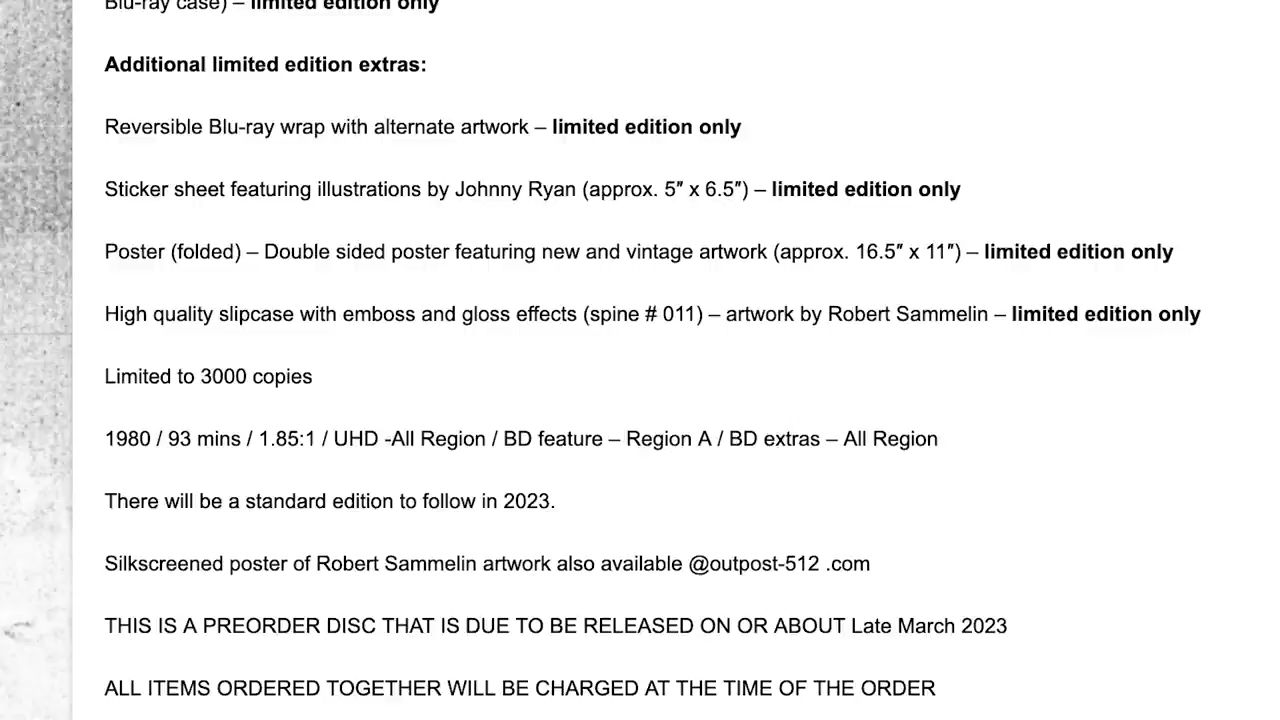 Blu-ray case) – limited edition only
Additional limited edition extras:
Reversible Blu-ray wrap with alternate artwork – limited edition only
Sticker sheet featuring illustrations by Johnny Ryan (approx. 5″ x 6.5″) – limited edition only
Poster (folded) – Double sided poster featuring new and vintage artwork (approx. 16.5″ x 11″) – limited edition only
High quality slipcase with emboss and gloss effects (spine # 011) – artwork by Robert Sammelin – limited edition only
Limited to 3000 copies
1980 / 93 mins / 1.85:1 / UHD -All Region / BD feature – Region A / BD extras – All Region
There will be a standard edition to follow in 2023.
Silkscreened poster of Robert Sammelin artwork also available @outpost-512 .com
THIS IS A PREORDER DISC THAT IS DUE TO BE RELEASED ON OR ABOUT Late March 2023
ALL ITEMS ORDERED TOGETHER WILL BE CHARGED AT THE TIME OF THE ORDER